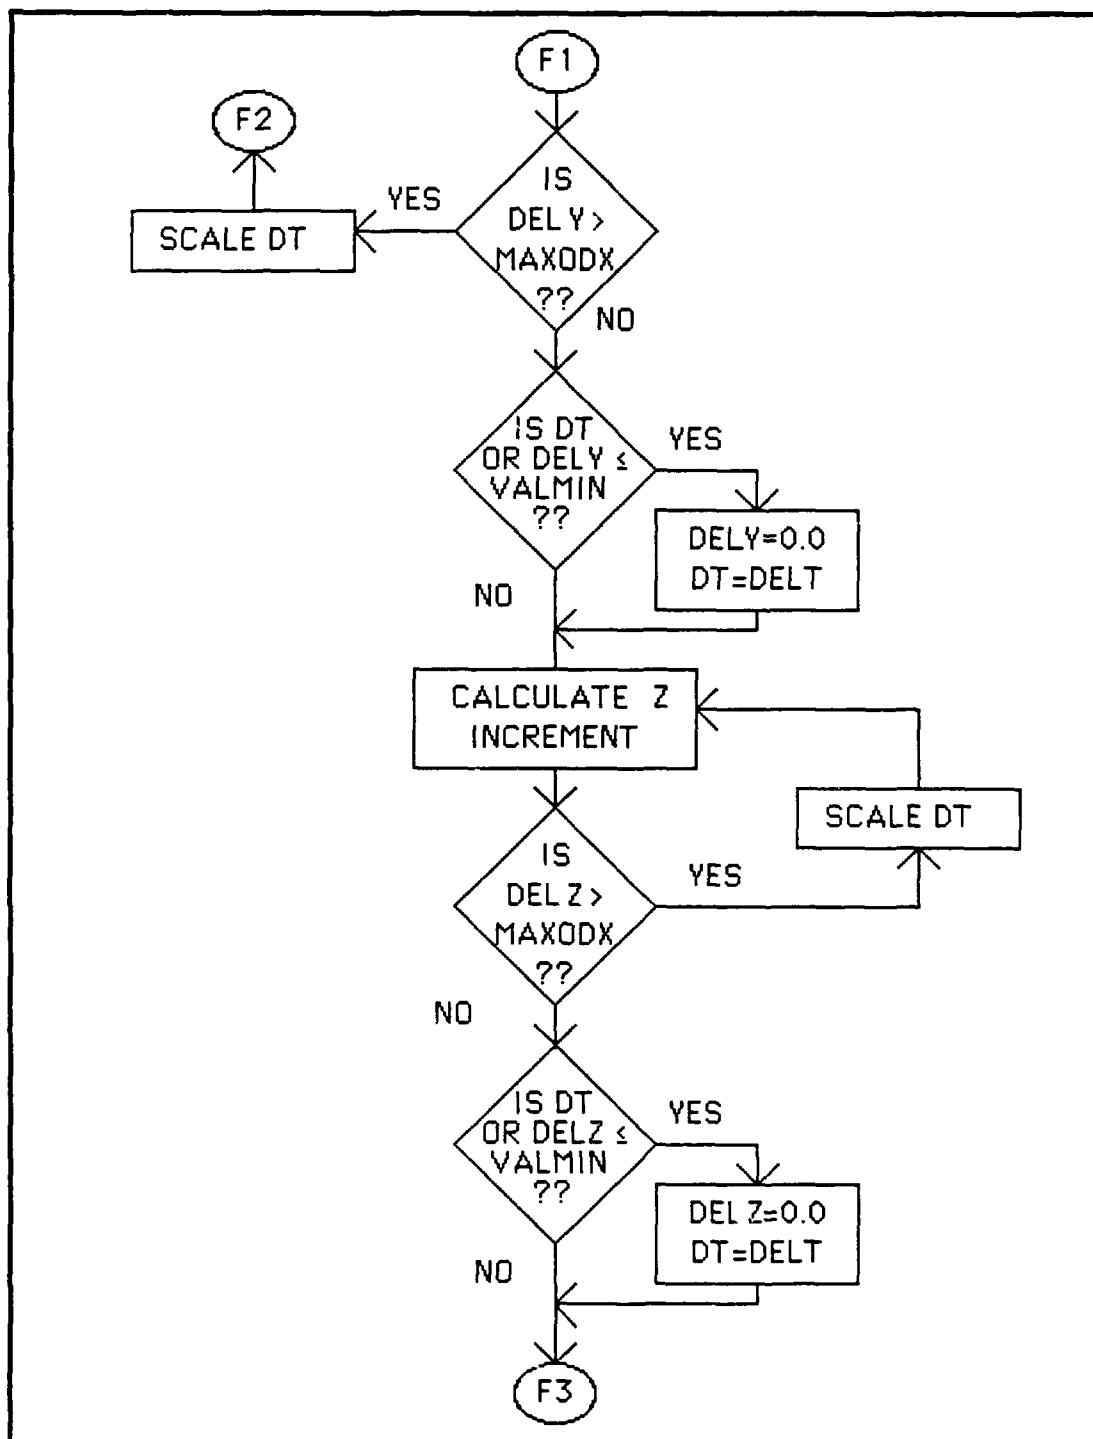 F1
F2
IS
DELY>
MAXODX
??
YES
SCALE DT
NO
IS DT
OR DELY ≤
VALMIN
??
YES
DELY=0.0
DT=DELT
NO
CALCULATE Z
INCREMENT
SCALE DT
IS
DEL Z>
MAXODX
??
YES
NO
IS DT
OR DELZ ≤
VALMIN
??
YES
DEL Z=0.0
DT=DELT
NO
F3